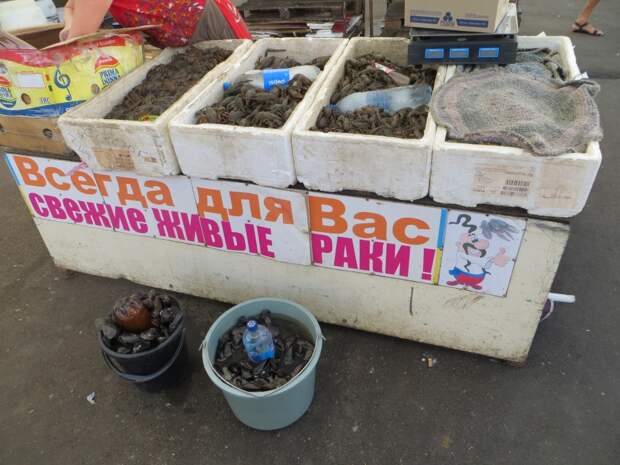 Всегда для Вас
свежие живые раки!